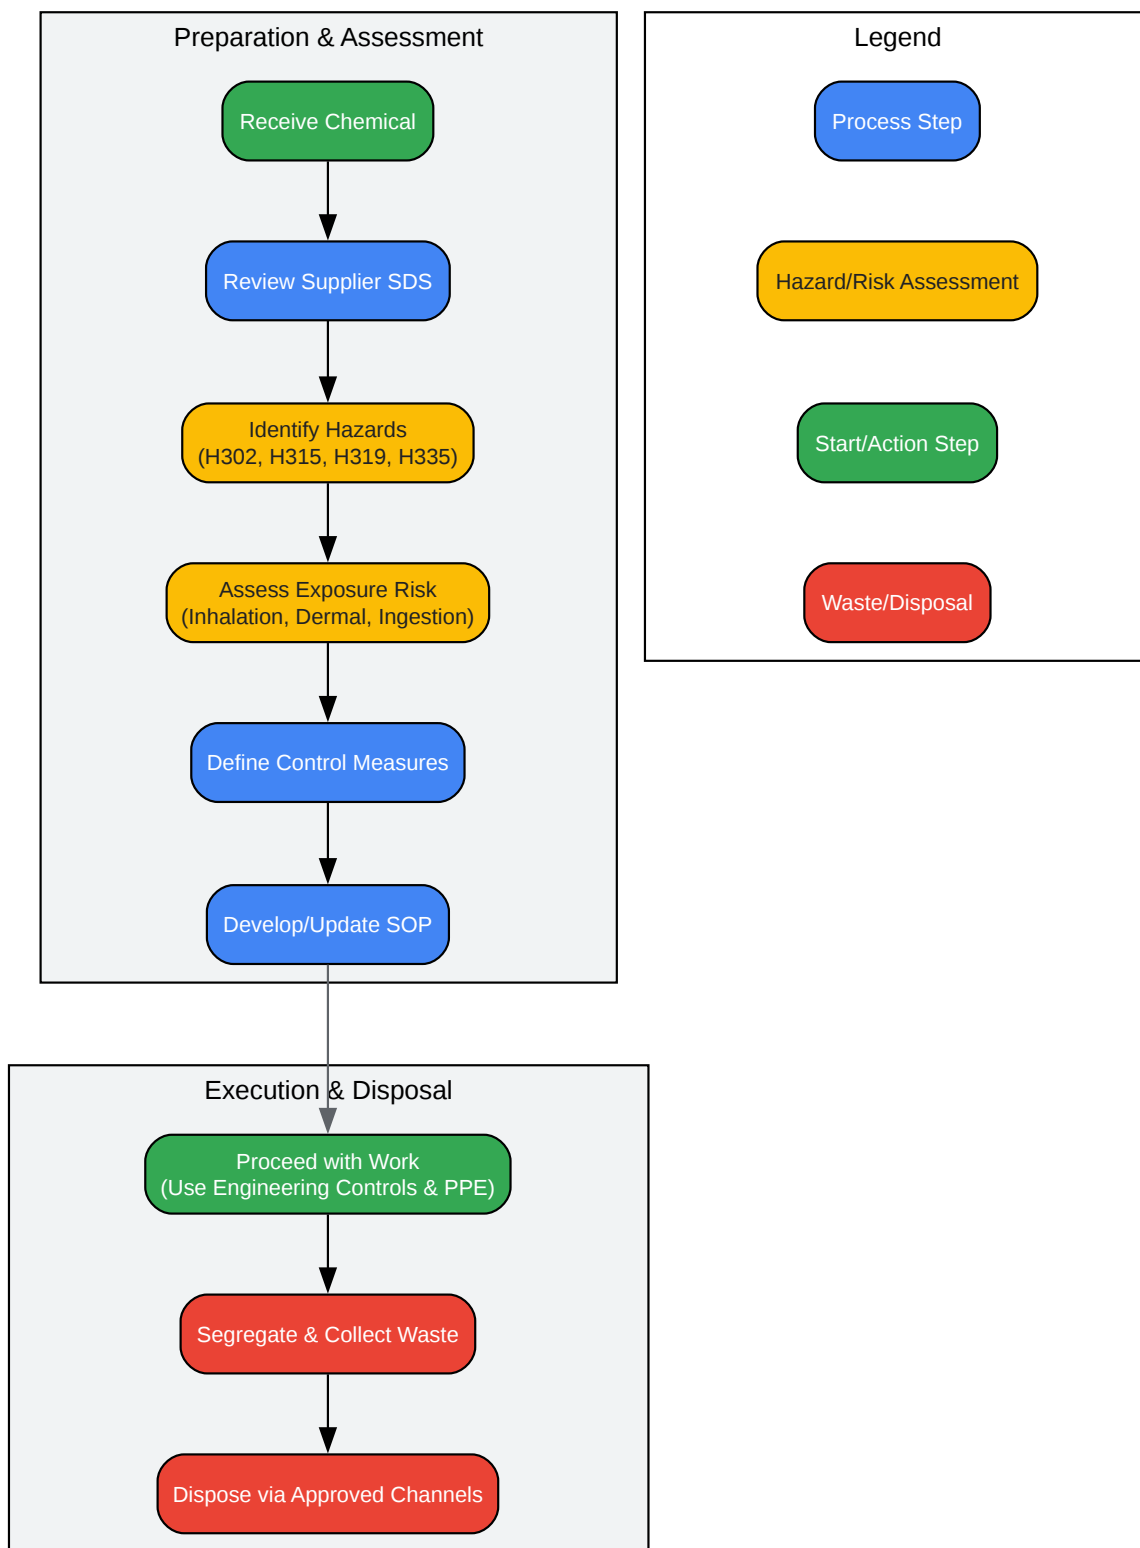 Preparation & Assessment
Receive Chemical
Review Supplier SDS
Identify Hazards
(H302, H315, H319, H335)
Assess Exposure Risk
(Inhalation, Dermal, Ingestion)
Define Control Measures
Develop/Update SOP
Legend
Process Step
Hazard/Risk Assessment
Start/Action Step
Waste/Disposal
Execution & Disposal
Proceed with Work
(Use Engineering Controls & PPE)
Segregate & Collect Waste
Dispose via Approved Channels